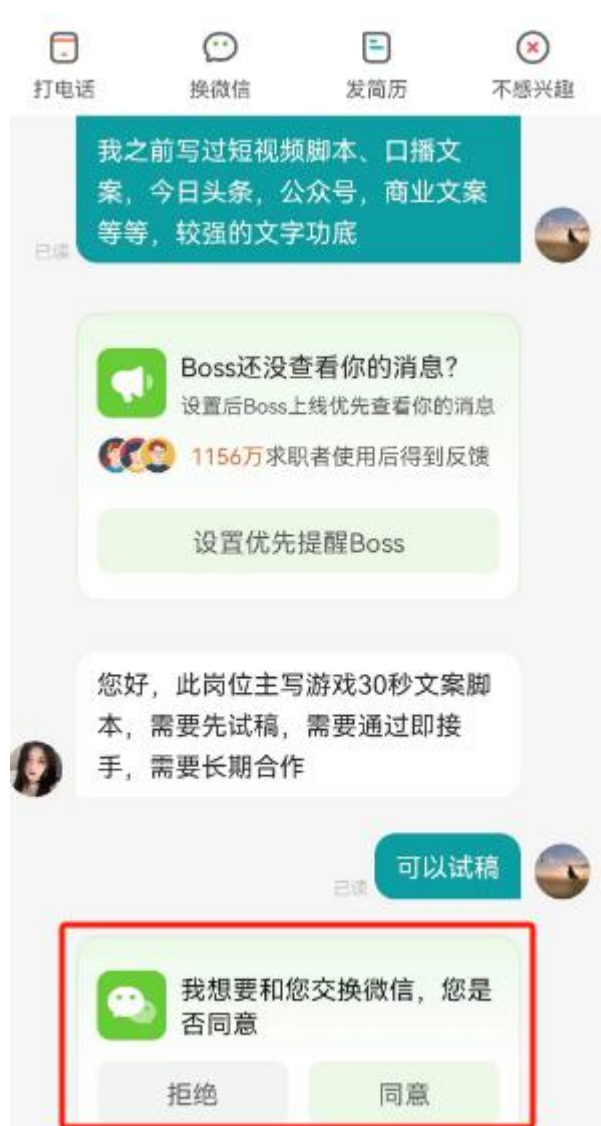 打电话 换微信 发简历 不感兴趣
我之前写过短视频脚本、口播文
案，今日头条，公众号，商业文案
等等，较强的文字功底
已读
Boss还没查看你的消息？
设置后Boss上线优先查看你的消息
1156万求职者使用后得到反馈
设置优先提醒Boss
您好，此岗位主写游戏30秒文案脚
本，需要先试稿，需要通过即接
手，需要长期合作
可以试稿
已读
我想要和您交换微信，您是
否同意
拒绝 同意